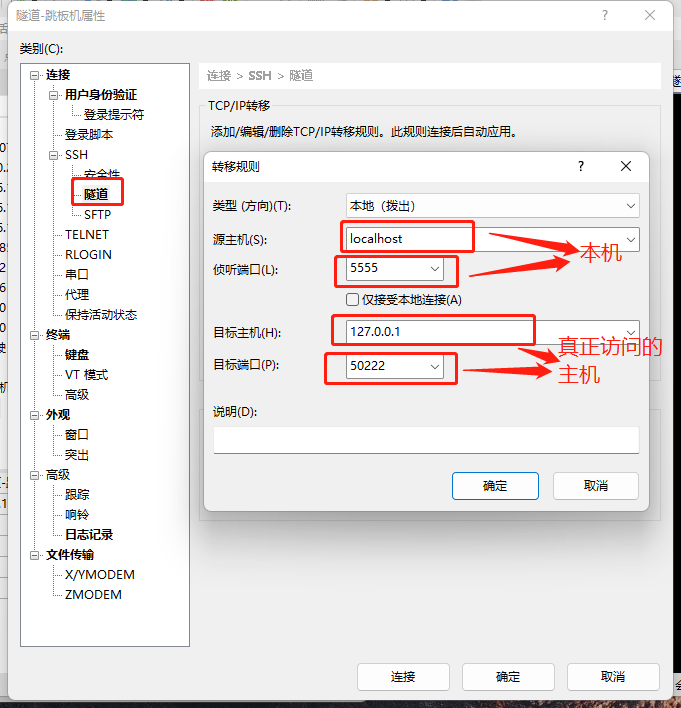 隧道-跳板机属性
类别(C):
连接
用户身份验证
登录提示符
登录脚本
SSH
安全性
隧道
SFTP
TELNET
RLOGIN
串口
代理
保持活动状态
终端
键盘
VT 模式
高级
外观
窗口
突出
高级
跟踪
响铃
日志记录
文件传输
X/YMODEM
ZMODEM
连接 > SSH > 隧道
TCP/IP转移
添加/编辑/删除TCP/IP转移规则。此规则连接后自动应用。
转移规则
类型 (方向)(T):
本地（拨出）
源主机(S):
localhost
侦听端口(L):
5555
本机
仅接受本地连接(A)
目标主机(H):
127.0.0.1
目标端口(P):
50222
真正访问的
主机
说明(D):
确定
取消
连接
确定
取消